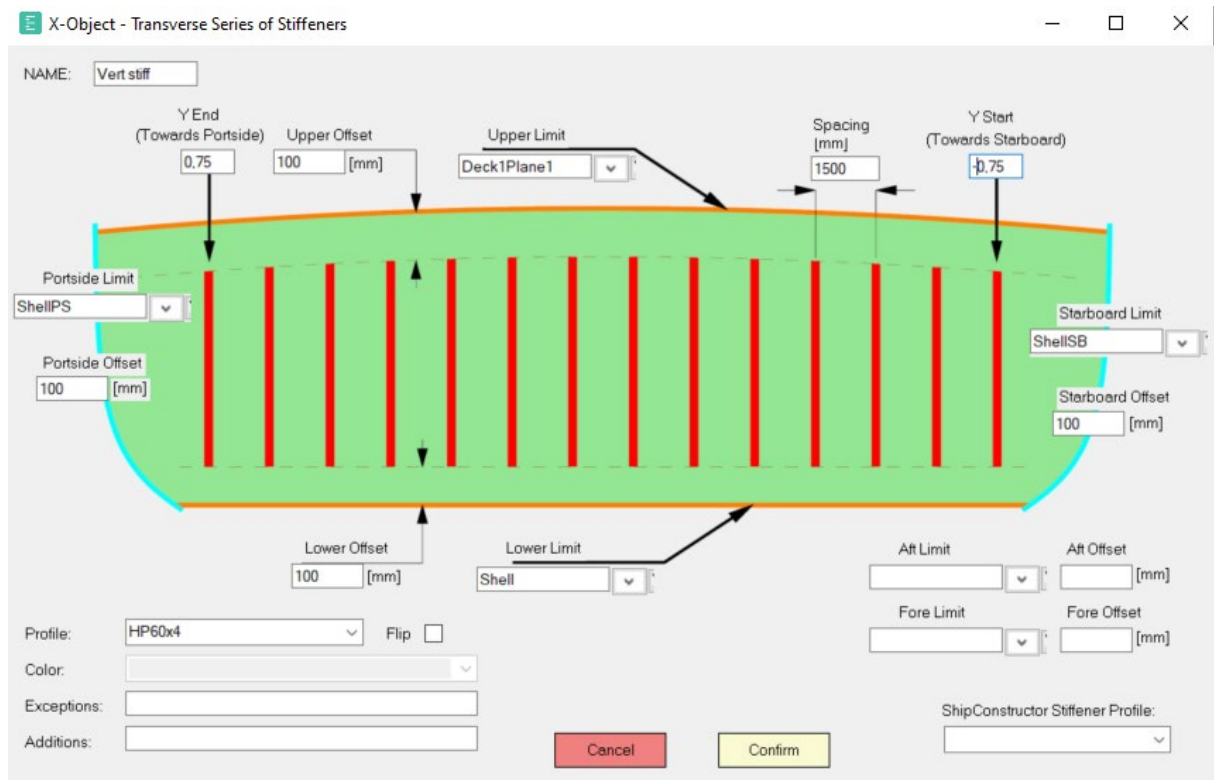 X-Object - Transverse Series of Stiffeners
NAME: Vert stiff
Y End
(Towards Portside)
0,75
Upper Offset
100 [mm]
Upper Limit
Deck1Plane1
Spacing
[mm]
1500
Y Start
(Towards Starboard)
-0,75
Portside Limit
ShellPS
Portside Offset
100 [mm]
Starboard Limit
ShellSB
Starboard Offset
100 [mm]
Lower Offset
100 [mm]
Lower Limit
Shell
Aft Limit
Aft Offset
[mm]
Fore Limit
Fore Offset
[mm]
Profile: HP60x4 Flip
Color:
Exceptions:
Additions:
Cancel
Confirm
ShipConstructor Stiffener Profile: